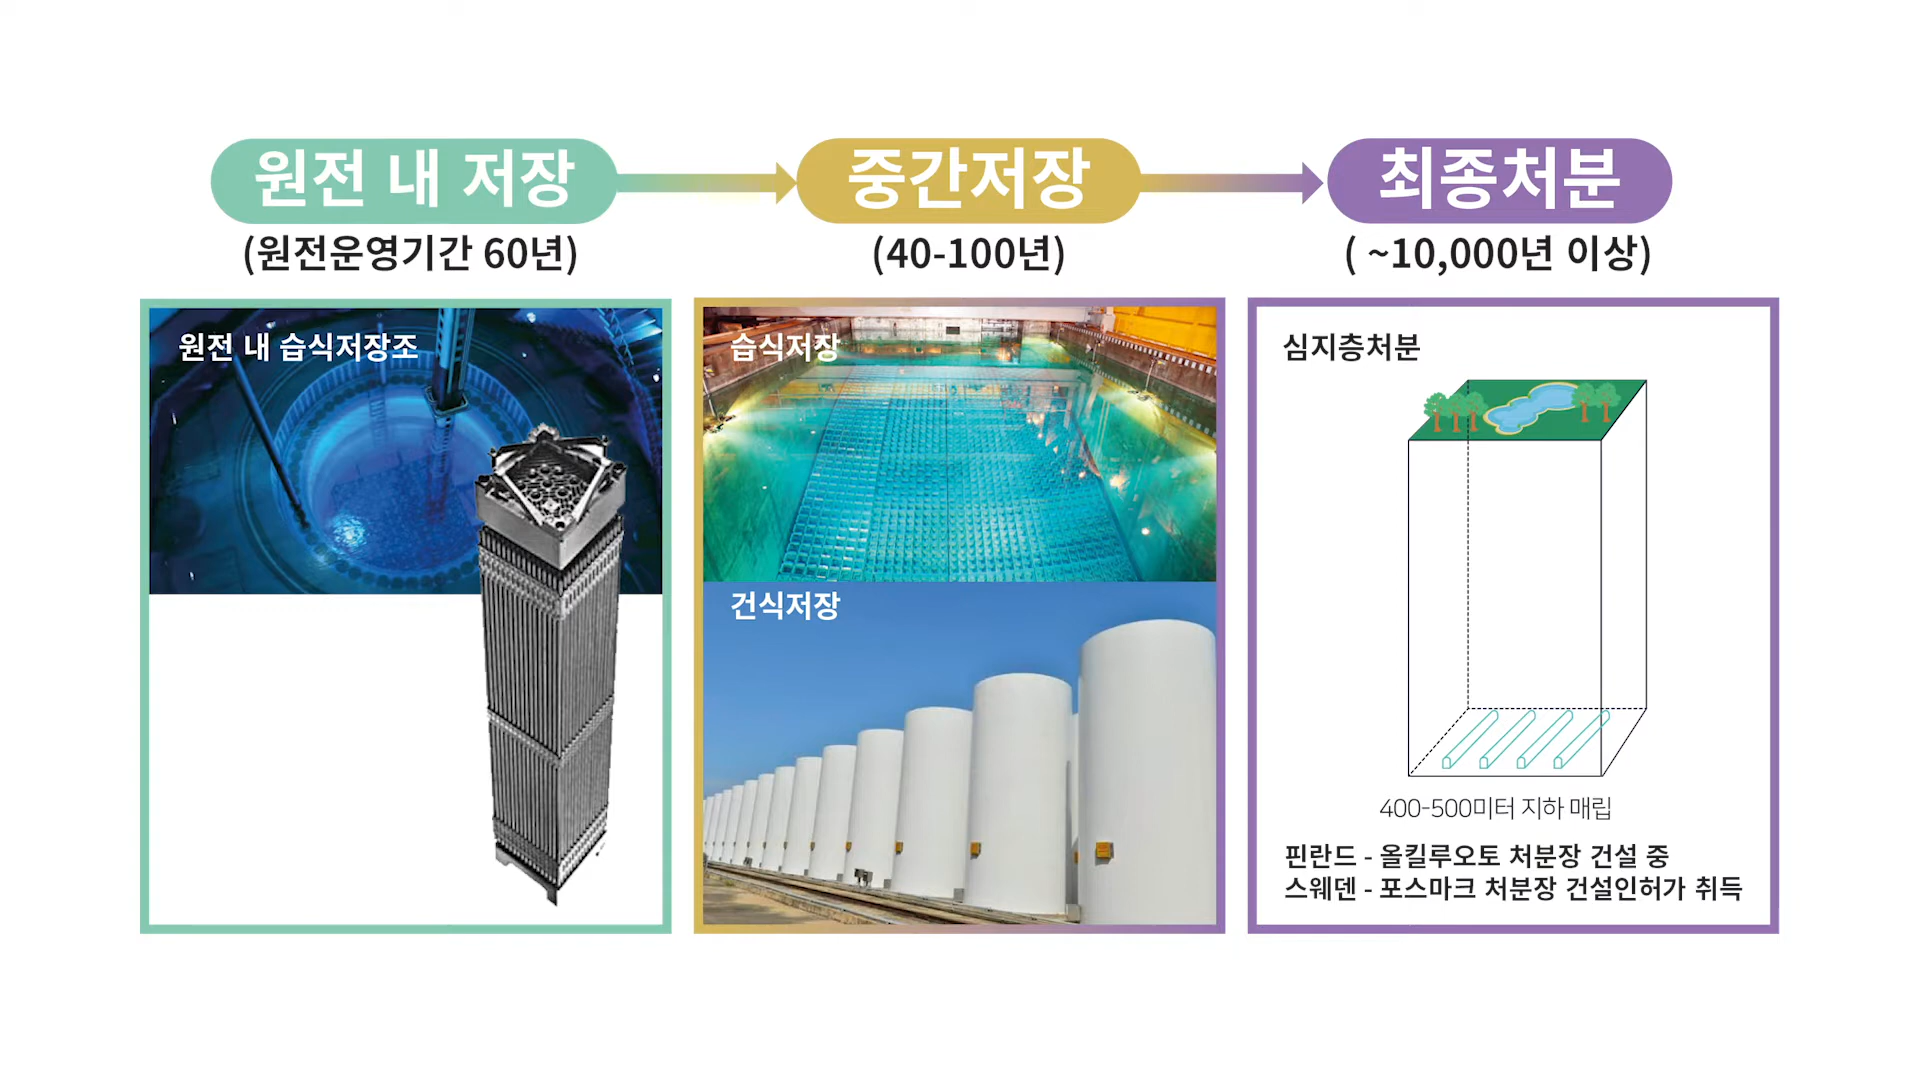 원전 내 저장
중간저장
최종처분
(원전운영기간 60년)
(40-100년)
( ~10,000년 이상)
원전 내 습식저장조
습식저장
건식저장
심지층처분
400-500미터 지하 매립
핀란드 - 올킬루오토 처분장 건설 중
스웨덴 - 포스마크 처분장 건설인허가 취득